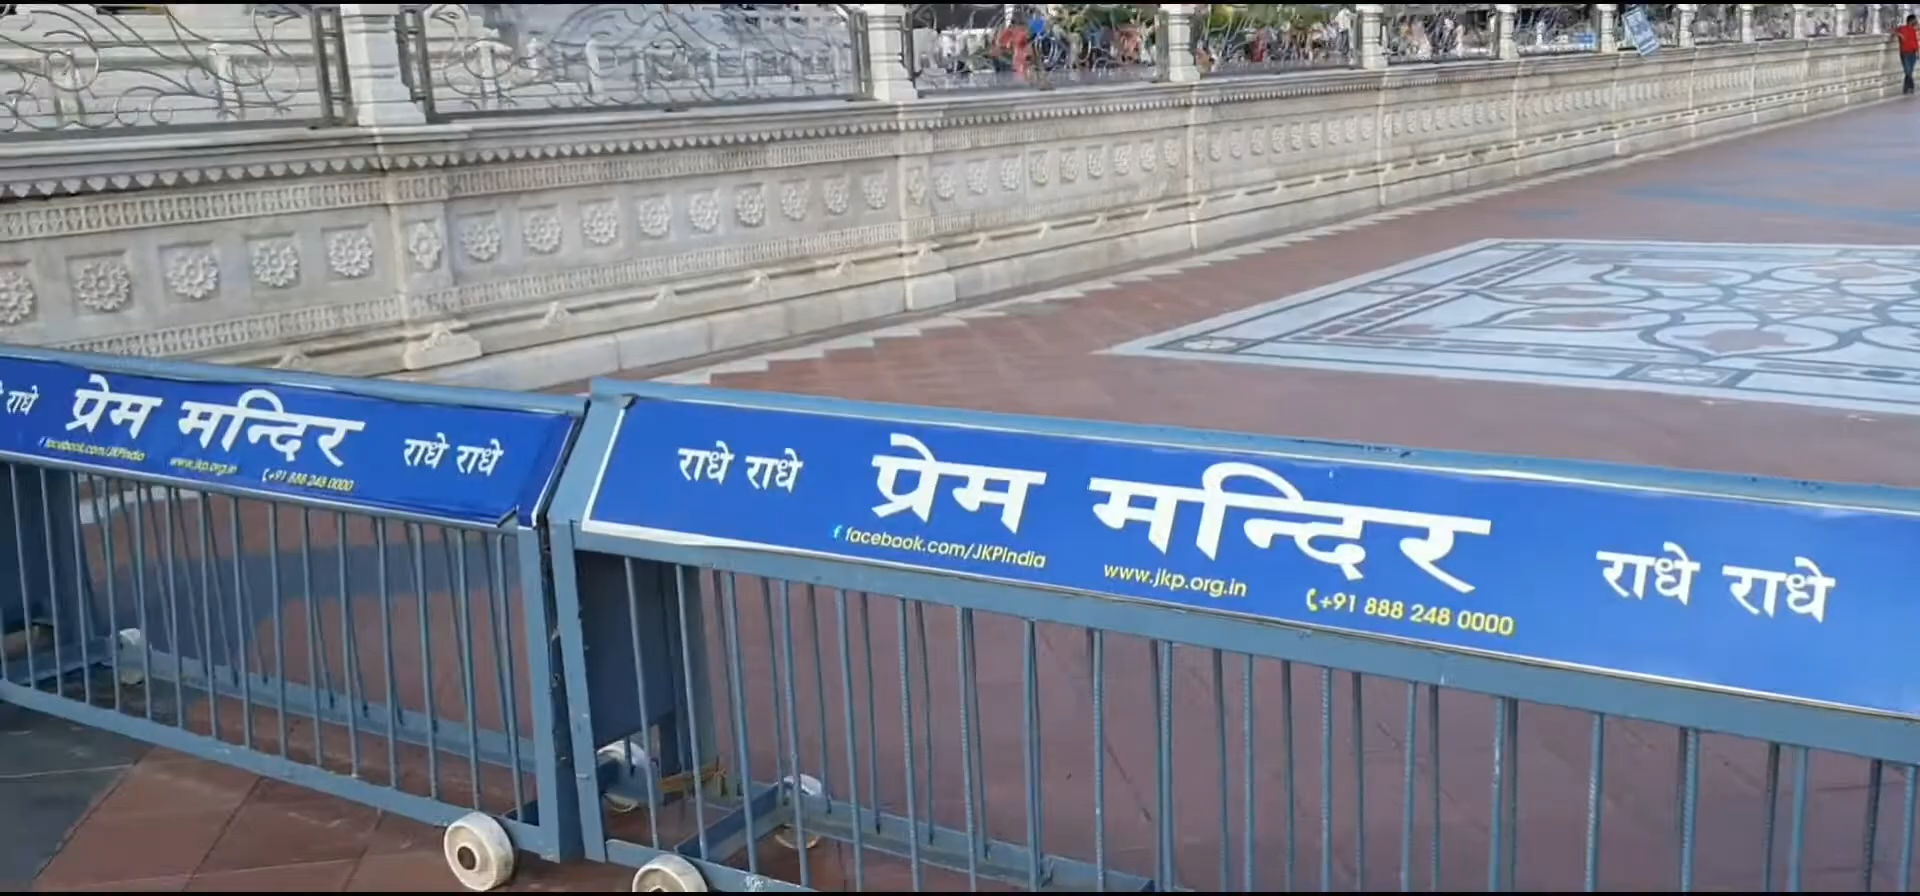 राधे प्रेम मन्दिर राधे राधे
facebook.com/JKPIndia www.jkp.org.in +91 888 248 0000
राधे राधे प्रेम मन्दिर राधे राधे
facebook.com/JKPIndia www.jkp.org.in +91 888 248 0000